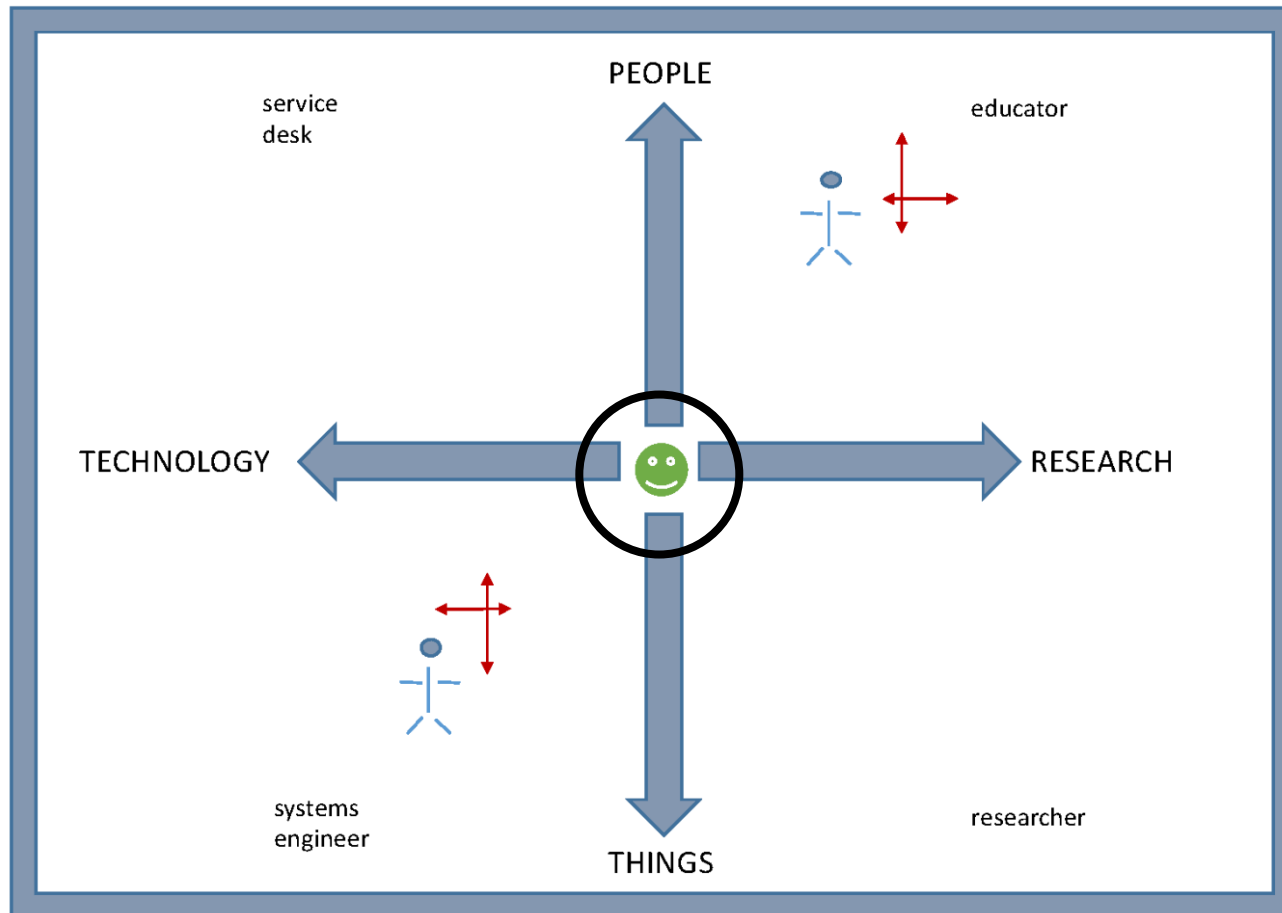 PEOPLE
service
desk
educator
TECHNOLOGY
RESEARCH
systems
engineer
researcher
THINGS